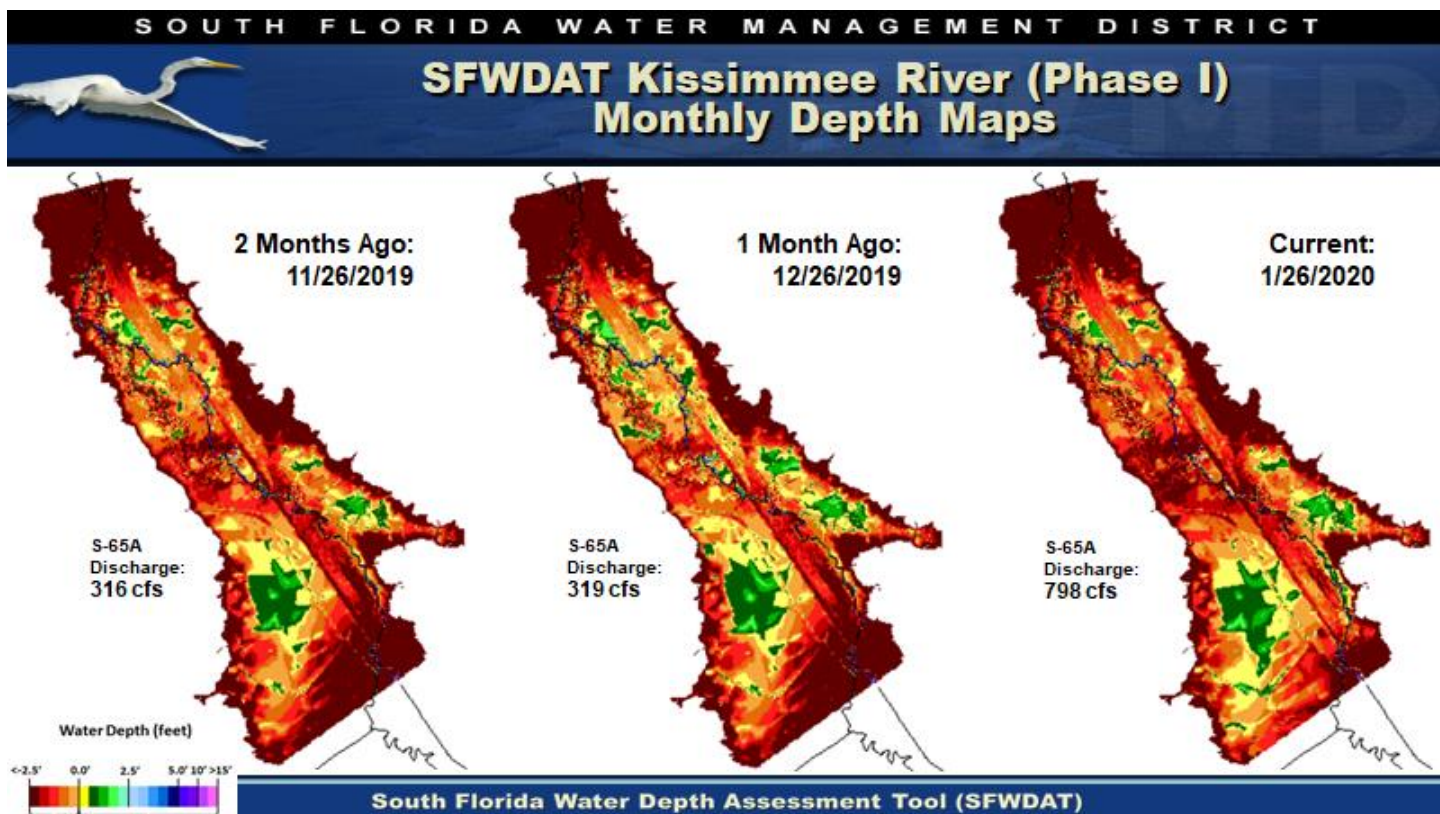 SOUTH FLORIDA WATER MANAGEMENT DISTRICT
SFWDAT Kissimmee River (Phase I)
Monthly Depth Maps
2 Months Ago:
11/26/2019
1 Month Ago:
12/26/2019
Current:
1/26/2020
S-65A
Discharge:
316 cfs
S-65A
Discharge:
319 cfs
S-65A
Discharge:
798 cfs
Water Depth (feet)
<-2.5' 0.0' 2.5' 5.0' 10' >15'
South Florida Water Depth Assessment Tool (SFWDAT)